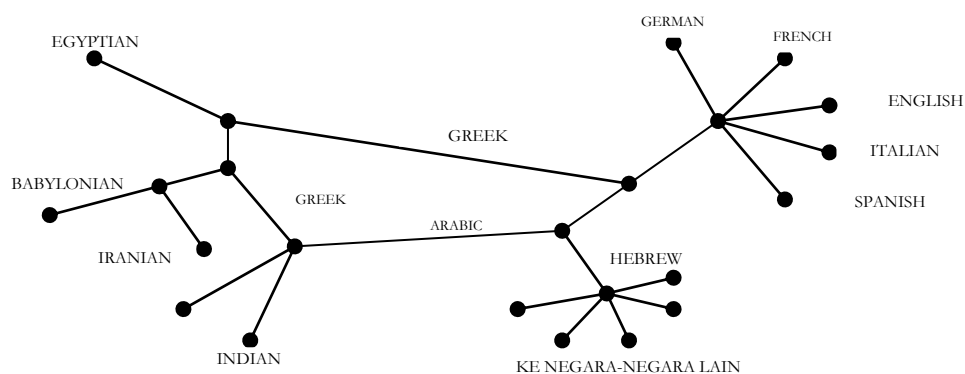 GERMAN
EGYPTIAN
FRENCH
ENGLISH
GREEK
ITALIAN
BABYLONIAN
GREEK
SPANISH
ARABIC
IRANIAN
HEBREW
INDIAN
KE NEGARA-NEGARA LAIN